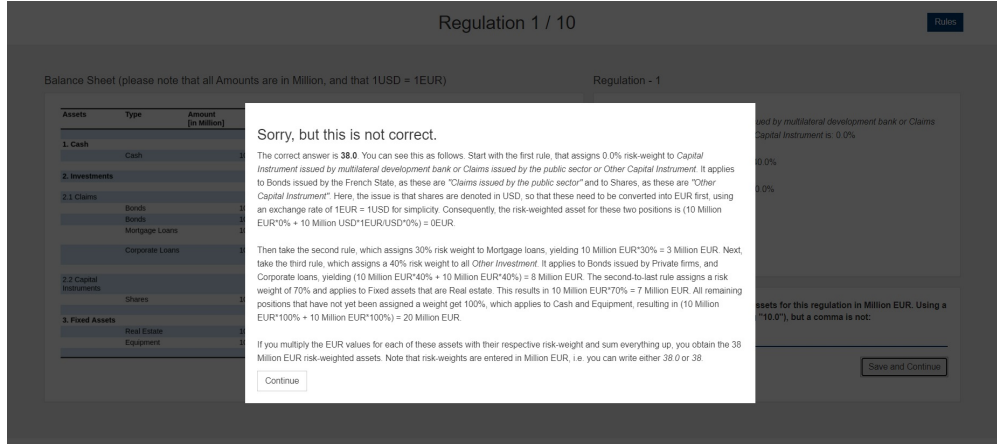 Regulation 1 / 10
Rules
Balance Sheet (please note that all Amounts are in Million, and that 1USD = 1EUR)
Regulation - 1
Assets Type Amount
[in Million]
1. Cash
Cash
2. Investments
2.1 Claims
Bonds
Bonds
Mortgage Loans
Corporate Loans
2.2 Capital
Instruments
Shares
3. Fixed Assets
Real Estate
Equipment
Sorry, but this is not correct.
The correct answer is 38.0. You can see this as follows. Start with the first rule, that assigns 0.0% risk-weight to Capital
Instrument issued by multilateral development bank or Claims issued by the public sector or Other Capital Instrument. It applies
to Bonds issued by the French State, as these are "Claims issued by the public sector" and to Shares, as these are "Other
Capital Instrument". Here, the issue is that shares are denoted in USD, so that these need to be converted into EUR first, using
an exchange rate of 1EUR = 1USD for simplicity. Consequently, the risk-weighted asset for these two positions is (10 Million
EUR*0% + 10 Million USD*1EUR/USD*0%) = 0EUR.
Then take the second rule, which assigns 30% risk weight to Mortgage loans, yielding 10 Million EUR*30% = 3 Million EUR. Next,
take the third rule, which assigns a 40% risk weight to all Other Investment. It applies to Bonds issued by Private firms, and
Corporate loans, yielding (10 Million EUR*40% + 10 Million EUR*40%) = 8 Million EUR. The second-to-last rule assigns a risk
weight of 70% and applies to Fixed assets that are Real estate. This results in 10 Million EUR*70% = 7 Million EUR. All remaining
positions that have not yet been assigned a weight get 100%, which applies to Cash and Equipment, resulting in (10 Million
EUR*100% + 10 Million EUR*100%) = 20 Million EUR.
If you multiply the EUR values for each of these assets with their respective risk-weight and sum everything up, you obtain the 38
Million EUR risk-weighted assets. Note that risk-weights are entered in Million EUR, i.e. you can write either 38.0 or 38.
Continue
ued by multilateral development bank or Claims
Capital Instrument is: 0.0%
0.0%
ssets for this regulation in Million EUR. Using a
"10.0"), but a comma is not:
Save and Continue